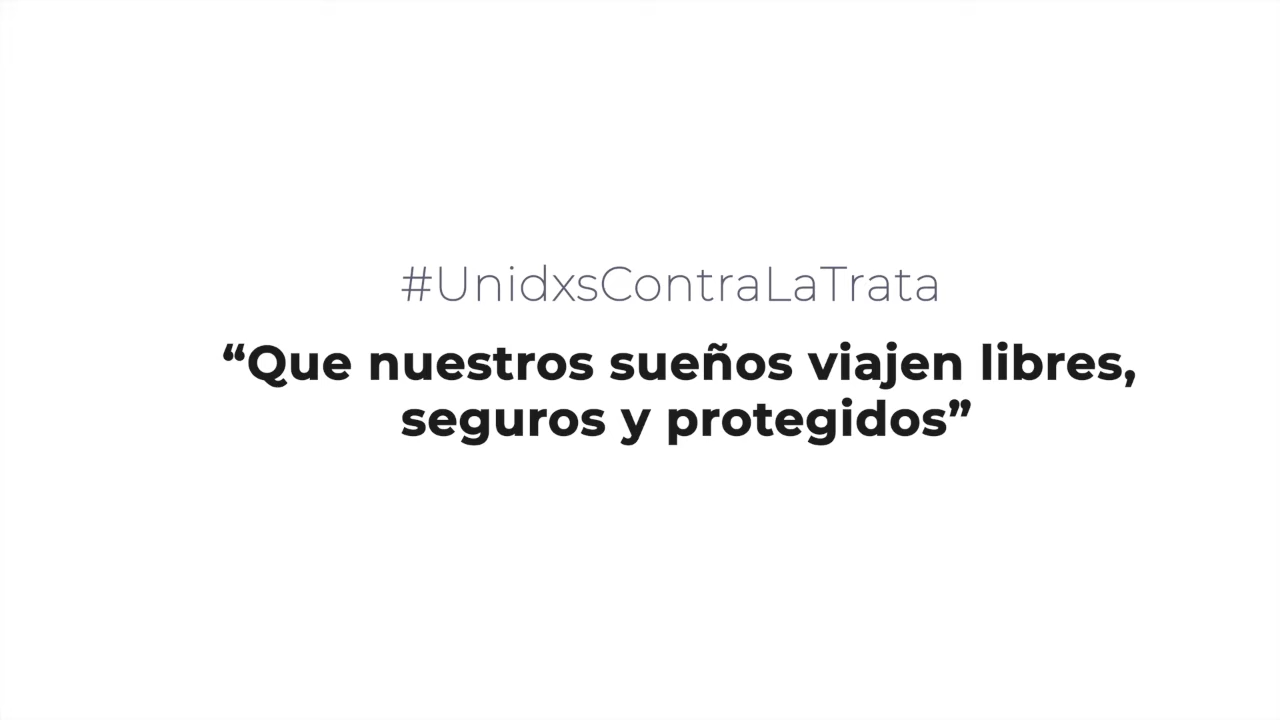 #UnidxsContraLaTrata
“Que nuestros sueños viajen libres,
seguros y protegidos”